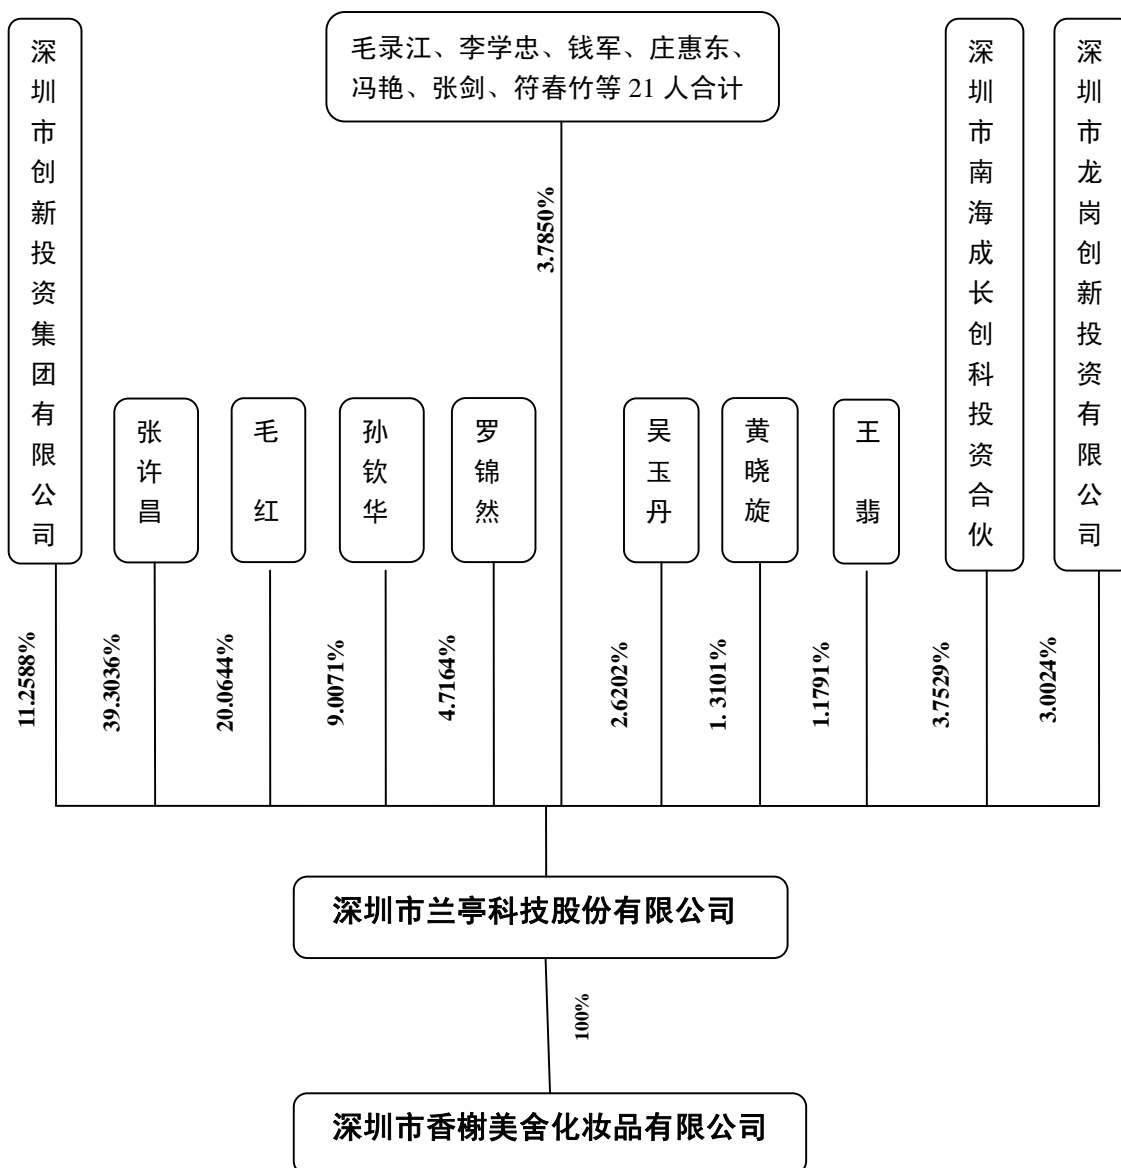 毛录江、李学忠、钱军、庄惠东、
冯艳、张剑、符春竹等 21 人合计
深圳市创新投资集团有限公司
张许昌
毛红
孙钦华
罗锦然
吴玉丹
黄晓旋
王翡
深圳市南海成长创科投资合伙
深圳市龙岗创新投资有限公司
11.2588%
39.3036%
20.0644%
9.0071%
4.7164%
3.7850%
2.6202%
1. 3101%
1.1791%
3.7529%
3.0024%
深圳市兰亭科技股份有限公司
100%
深圳市香榭美舍化妆品有限公司